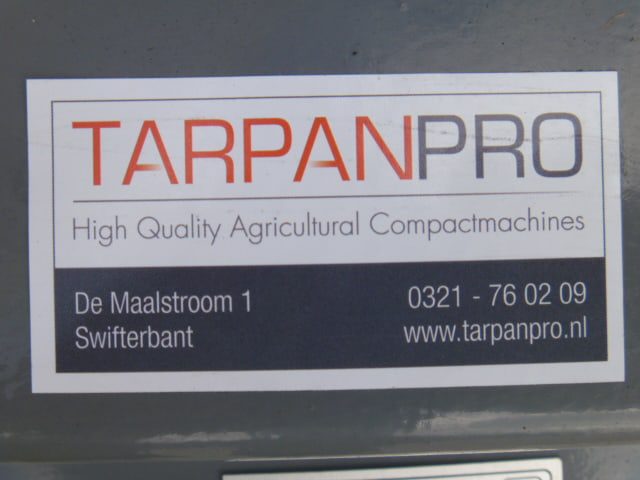 TARPANPRO
High Quality Agricultural Compactmachines
De Maalstroom 1
Swifterbant
0321 - 76 02 09
www.tarpanpro.nl